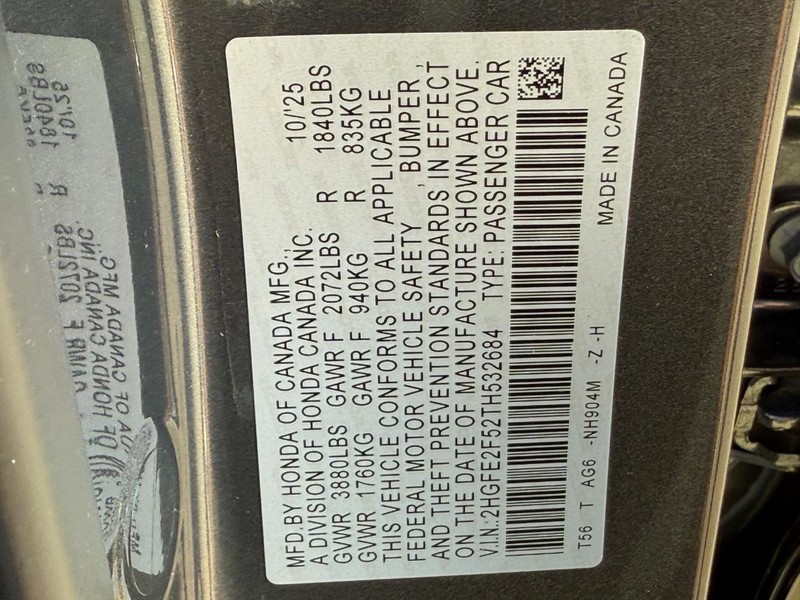 MFD. BY HONDA OF CANADA MFG., 10/'25
A DIVISION OF HONDA CANADA INC.
GVWR 3880LBS GAWR F 2072LBS R 1840LBS
GVWR 1760KG GAWR F 940KG R 835KG
THIS VEHICLE CONFORMS TO ALL APPLICABLE
FEDERAL MOTOR VEHICLE SAFETY , BUMPER ,
AND THEFT PREVENTION STANDARDS IN EFFECT
ON THE DATE OF MANUFACTURE SHOWN ABOVE.
V.I.N.:2HGFE2F52TH532684 TYPE: PASSENGER CAR
T56 T AG6 -NH904M -Z -H MADE IN CANADA